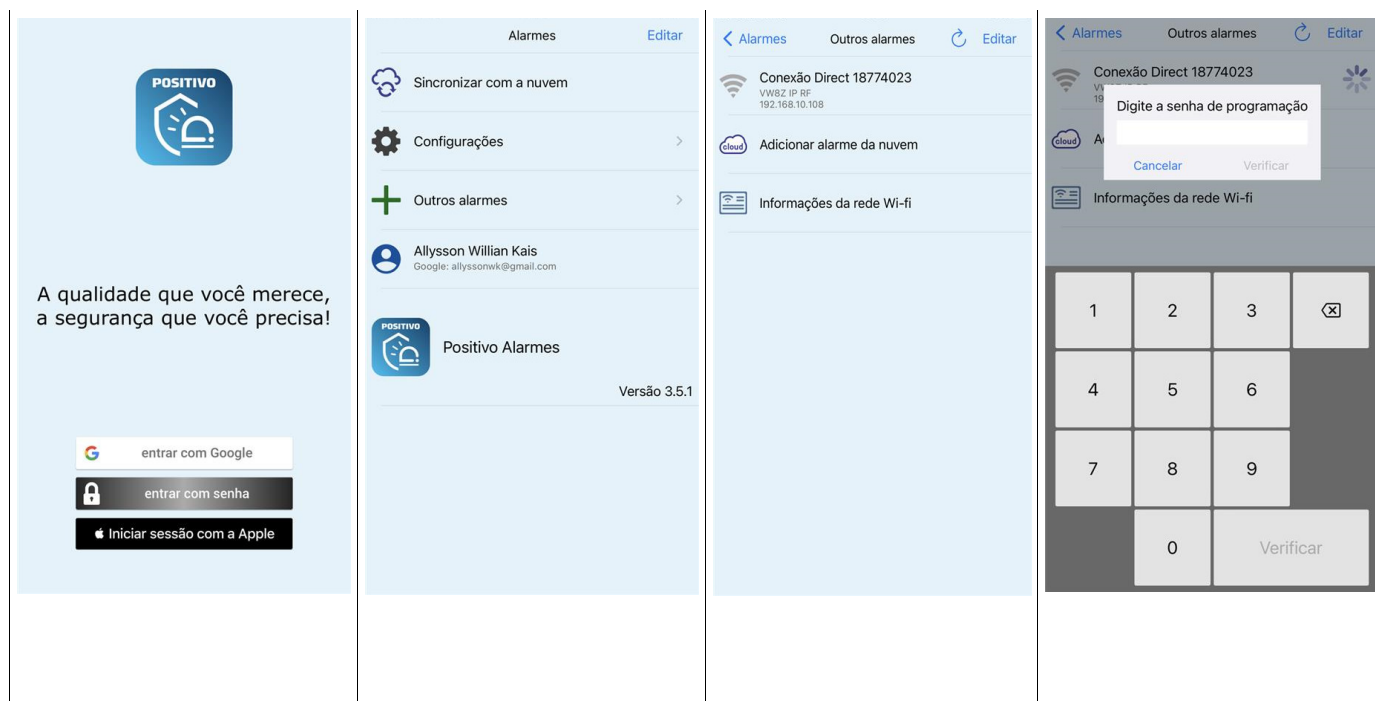 POSITIVO
A qualidade que você merece,
a segurança que você precisa!
entrar com Google
entrar com senha
Iniciar sessão com a Apple
Alarmes
Editar
Sincronizar com a nuvem
Configurações
Outros alarmes
Allysson Willian Kais
Google: allyssonwk@gmail.com
POSITIVO
Positivo Alarmes
Versão 3.5.1
Alarmes
Outros alarmes
Editar
Conexão Direct 18774023
VW8Z IP RF
192.168.10.108
cloud
Adicionar alarme da nuvem
Informações da rede Wi-fi
Alarmes
Outros alarmes
Editar
Conexão Direct 18774023
19
Digite a senha de programação
cloud
A
Cancelar
Verificar
Informações da rede Wi-fi
1
2
3
4
5
6
7
8
9
0
Verificar